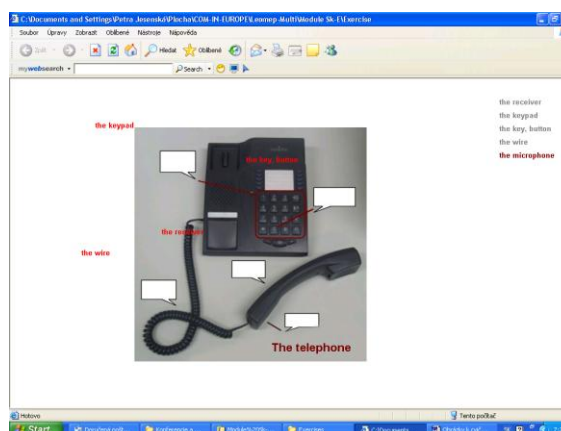 C:\Documents and Settings\Petra Jesenská\Plocha\COM-IN-EUROPE\Leomep-Multi\Module Sk-E\Exercise
Soubor Úpravy Zobrazit Oblíbené Nástroje Nápověda
Zpět Hledat Oblíbené
mywebsearch Search
the receiver
the keypad
the key, button
the wire
the microphone
the keypad
the key, button
the receiver
the wire
The telephone
Hotovo
Tento počítač
Start